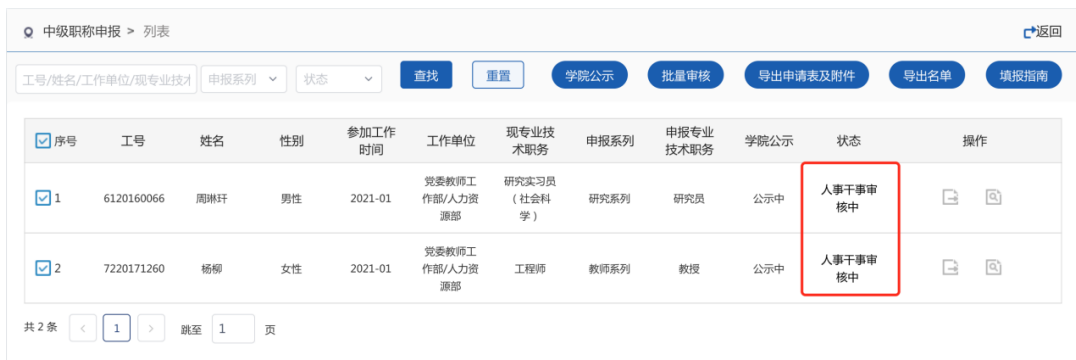 中级职称申报 > 列表
返回
工号/姓名/工作单位/现专业技术 申报系列 状态 查找 重置 学院公示 批量审核 导出申请表及附件 导出名单 填报指南
序号 工号 姓名 性别 参加工作时间 工作单位 现专业技术职务 申报系列 申报专业技术职务 学院公示 状态 操作
1 6120160066 周琳玕 男性 2021-01 党委教师工作部/人力资源部 研究实习员(社会科学) 研究系列 研究员 公示中 人事干事审核中
2 7220171260 杨柳 女性 2021-01 党委教师工作部/人力资源部 工程师 教师系列 教授 公示中 人事干事审核中
共 2 条 < 1 > 跳至 1 页